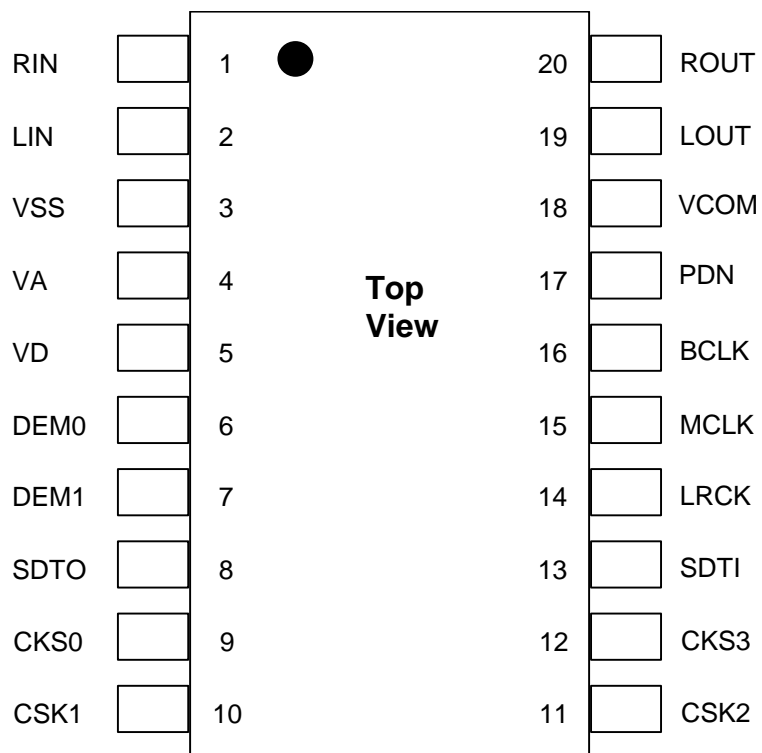 RIN 1 20 ROUT
LIN 2 19 LOUT
VSS 3 18 VCOM
VA 4 17 PDN
Top
View
VD 5 16 BCLK
DEM0 6 15 MCLK
DEM1 7 14 LRCK
SDTO 8 13 SDTI
CKS0 9 12 CKS3
CSK1 10 11 CSK2